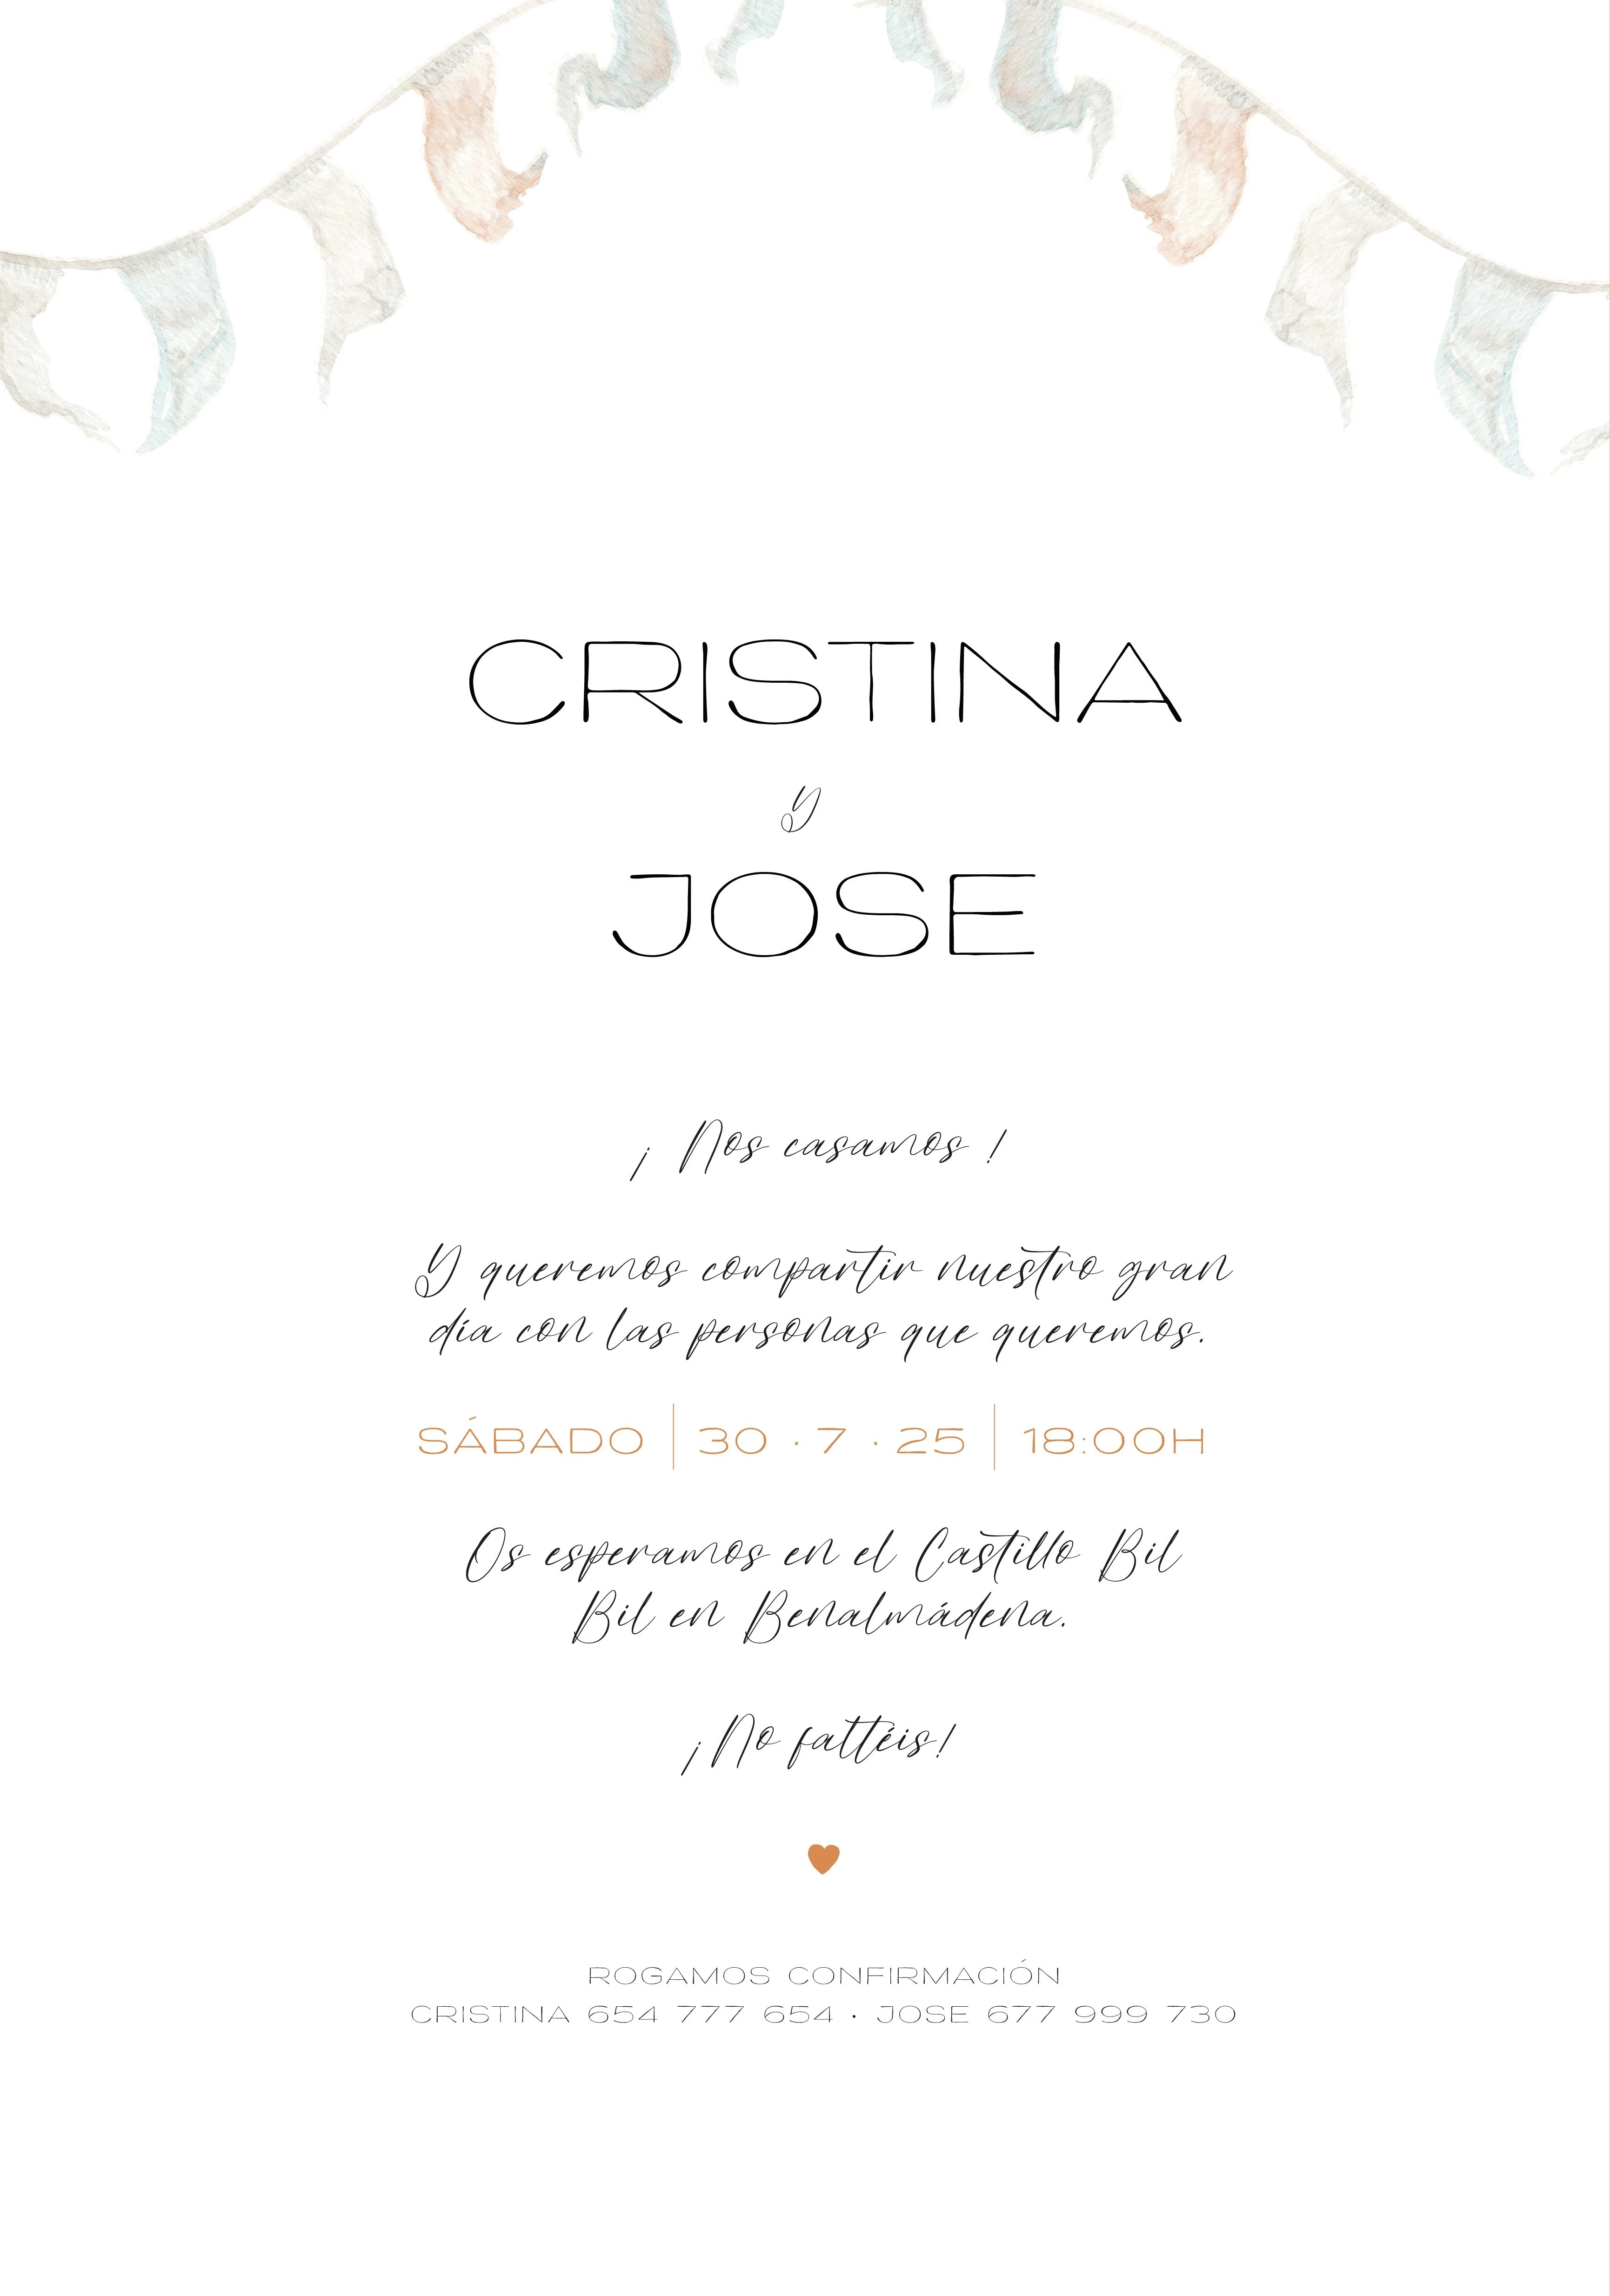 CRISTINA
y
JOSE
¡ Nos casamos !
Y queremos compartir nuestro gran
día con las personas que queremos.
SÁBADO | 30 · 7 · 25 | 18:00H
Os esperamos en el Castillo Bil
Bil en Benalmádena.
¡No faltéis!
ROGAMOS CONFIRMACIÓN
CRISTINA 654 777 654 · JOSE 677 999 730